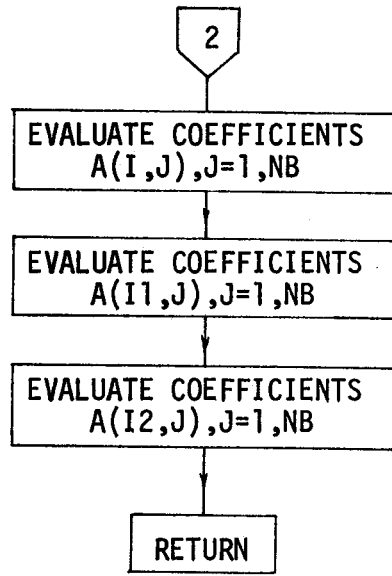 2
EVALUATE COEFFICIENTS
A(I,J),J=1,NB
EVALUATE COEFFICIENTS
A(I1,J),J=1,NB
EVALUATE COEFFICIENTS
A(I2,J),J=1,NB
RETURN